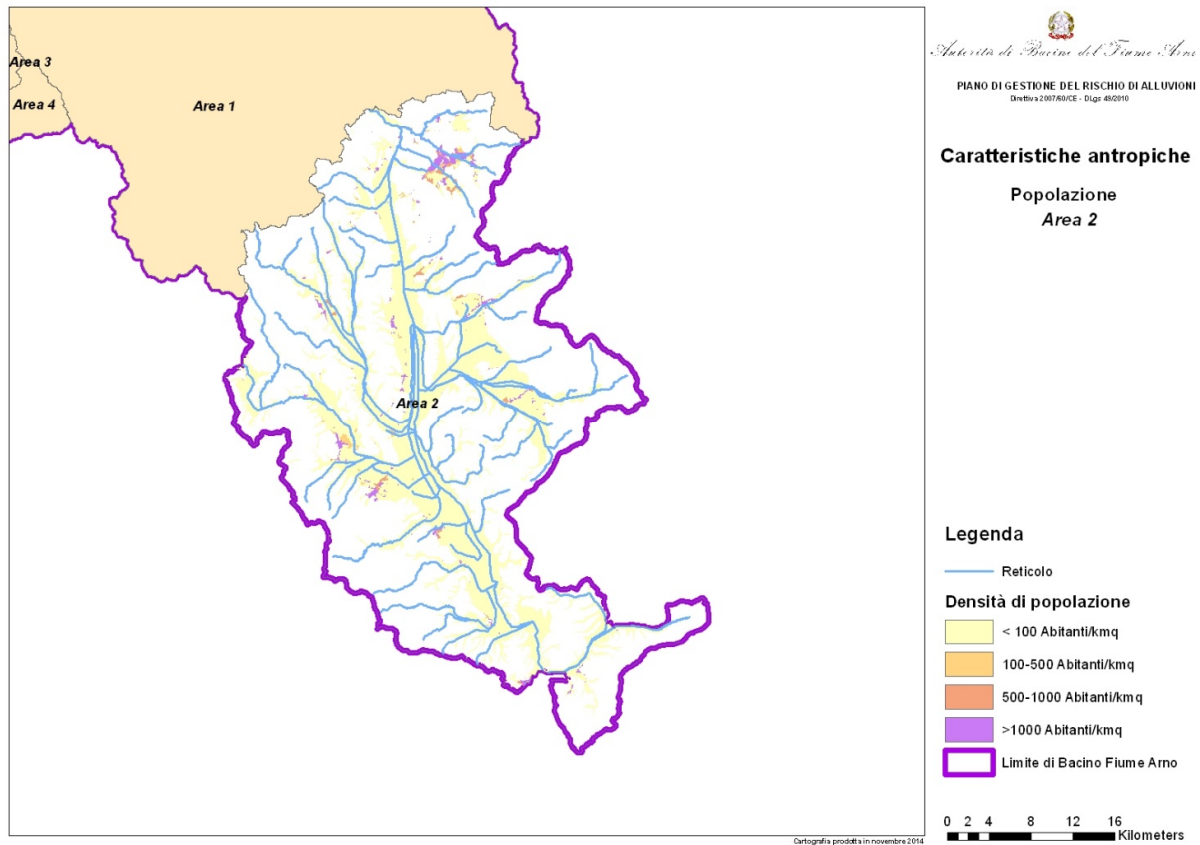 Area 3
Area 4
Area 1
Area 2
Autorità di Bacino del Fiume Arno
PIANO DI GESTIONE DEL RISCHIO DI ALLUVIONI
Direttiva 2007/60/CE - DLgs 49/2010
Caratteristiche antropiche
Popolazione
Area 2
Legenda
Reticolo
Densità di popolazione
< 100 Abitanti/kmq
100-500 Abitanti/kmq
500-1000 Abitanti/kmq
>1000 Abitanti/kmq
Limite di Bacino Fiume Arno
0 2 4 8 12 16
Kilometers
Cartografia prodotta in novembre 2014